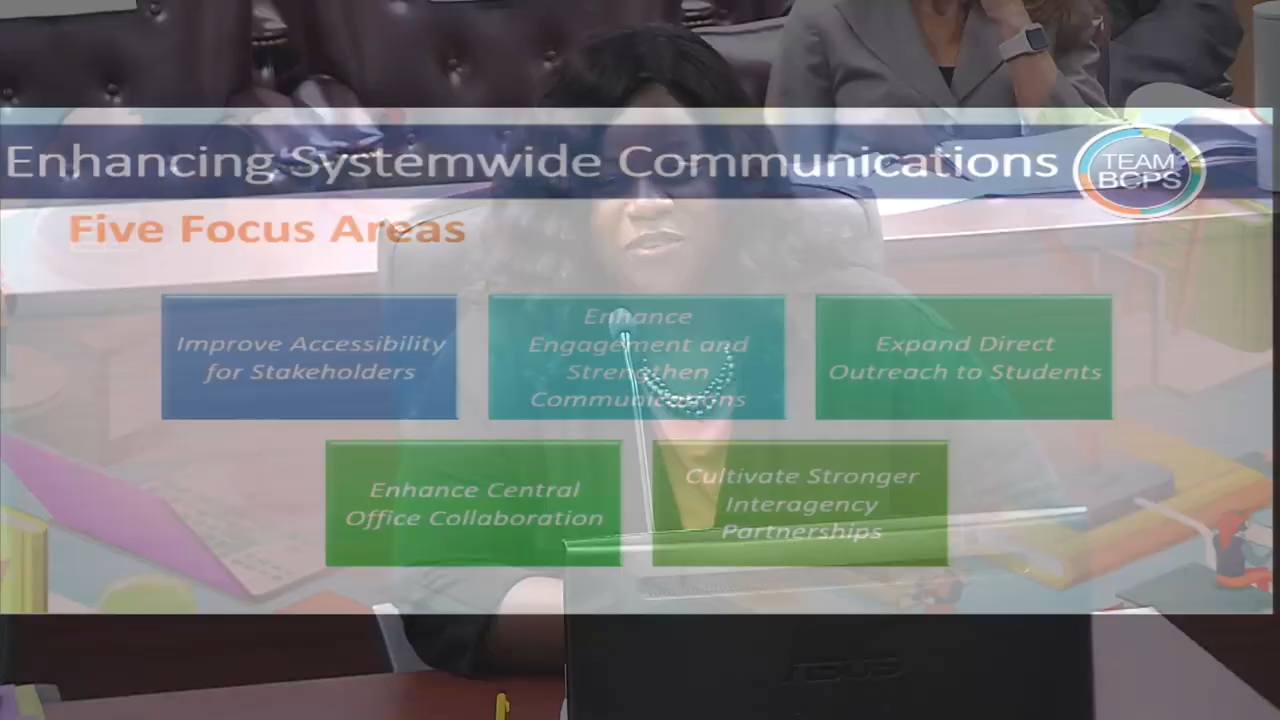 Enhancing Systemwide Communications
TEAM
BCPS
Five Focus Areas
Improve Accessibility
for Stakeholders
Enhance
Engagement and
Strengthen
Communications
Expand Direct
Outreach to Students
Enhance Central
Office Collaboration
Cultivate Stronger
Interagency
Partnerships
ASUS